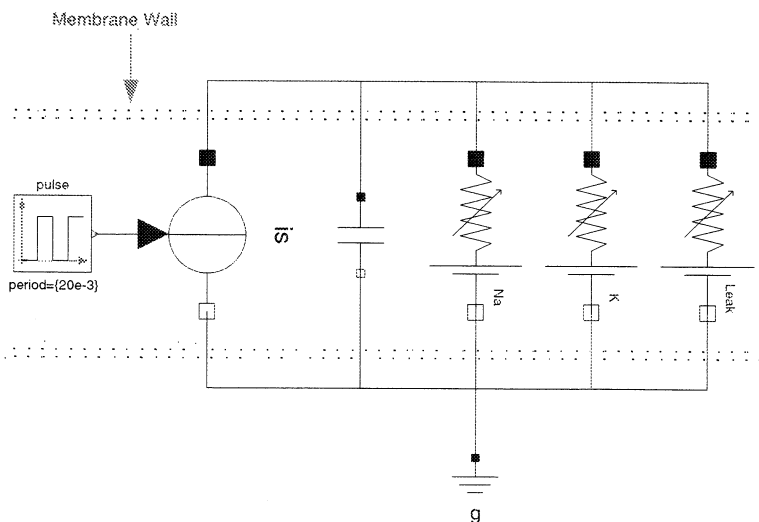 Membrane Wall
pulse
period={20e-3}
is
Na
K
Leak
g